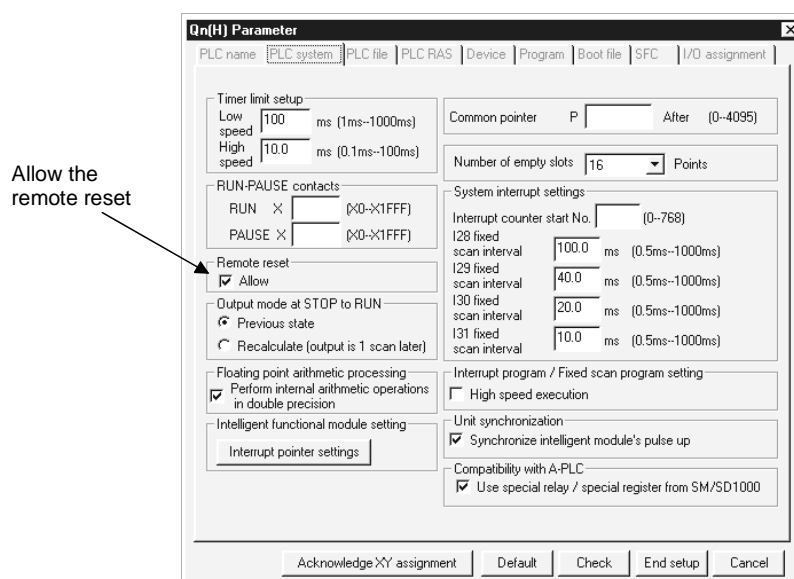 Qn(H) Parameter
PLC name PLC system PLC file PLC RAS Device Program Boot file SFC I/O assignment
Allow the
remote reset
Timer limit setup
Low
speed 100 ms (1ms--1000ms)
High
speed 10.0 ms (0.1ms--100ms)
RUN-PAUSE contacts
RUN X (X0--X1FFF)
PAUSE X (X0--X1FFF)
Remote reset
Allow
Output mode at STOP to RUN
Previous state
Recalculate (output is 1 scan later)
Floating point arithmetic processing
Perform internal arithmetic operations
in double precision
Intelligent functional module setting
Interrupt pointer settings
Common pointer P After (0--4095)
Number of empty slots 16 Points
System interrupt settings
Interrupt counter start No. (0--768)
I28 fixed
scan interval 100.0 ms (0.5ms--1000ms)
I29 fixed
scan interval 40.0 ms (0.5ms--1000ms)
I30 fixed
scan interval 20.0 ms (0.5ms--1000ms)
I31 fixed
scan interval 10.0 ms (0.5ms--1000ms)
Interrupt program / Fixed scan program setting
High speed execution
Unit synchronization
Synchronize intelligent module's pulse up
Compatibility with A-PLC
Use special relay / special register from SM/SD1000
Acknowledge XY assignment Default Check End setup Cancel